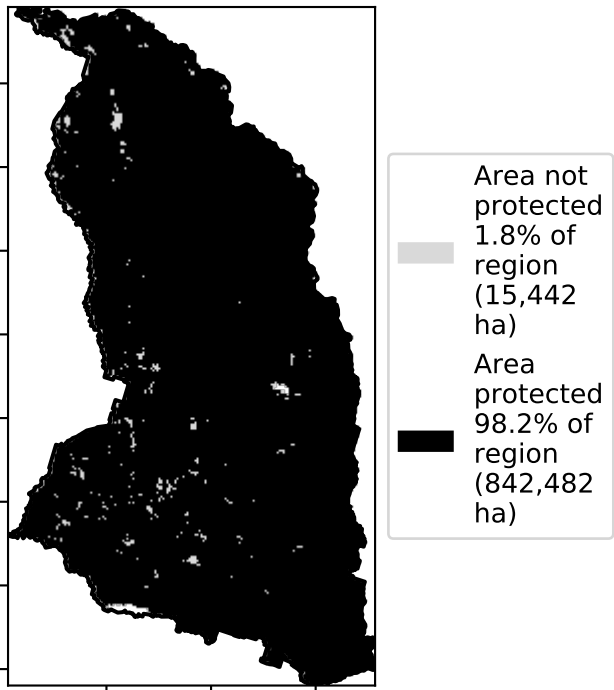 Area not
protected
1.8% of
region
(15,442
ha)
Area
protected
98.2% of
region
(842,482
ha)